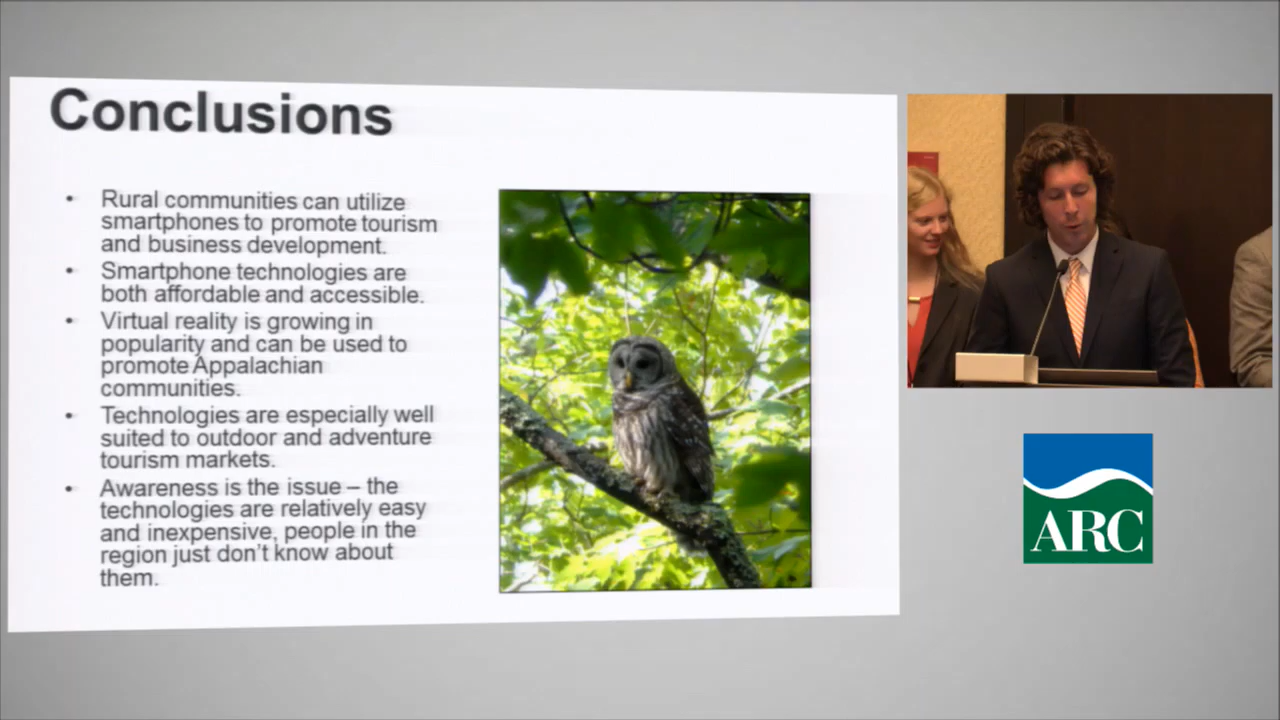 Conclusions
• Rural communities can utilize
smartphones to promote tourism
and business development.
• Smartphone technologies are
both affordable and accessible.
• Virtual reality is growing in
popularity and can be used to
promote Appalachian
communities.
• Technologies are especially well
suited to outdoor and adventure
tourism markets.
• Awareness is the issue – the
technologies are relatively easy
and inexpensive, people in the
region just don't know about
them.
ARC